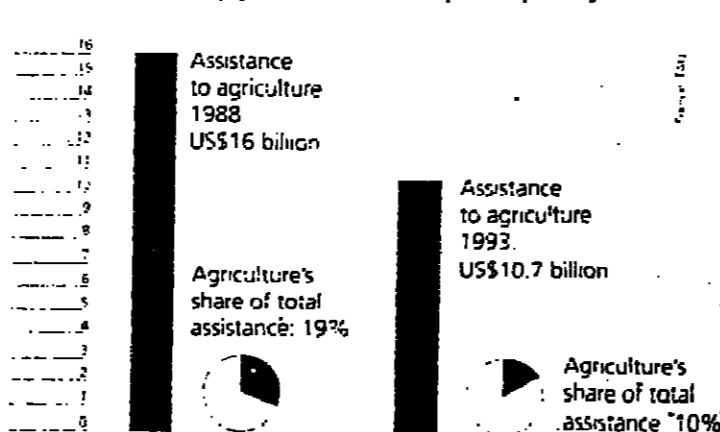 16
15
14
13
12
11
10
9
8
7
6
5
4
3
2
1
0
Assistance
to agriculture
1988
US$16 billion
Agriculture's
share of total
assistance: 19%
Assistance
to agriculture
1993.
US$10.7 billion
Agriculture's
share of total
assistance "10%